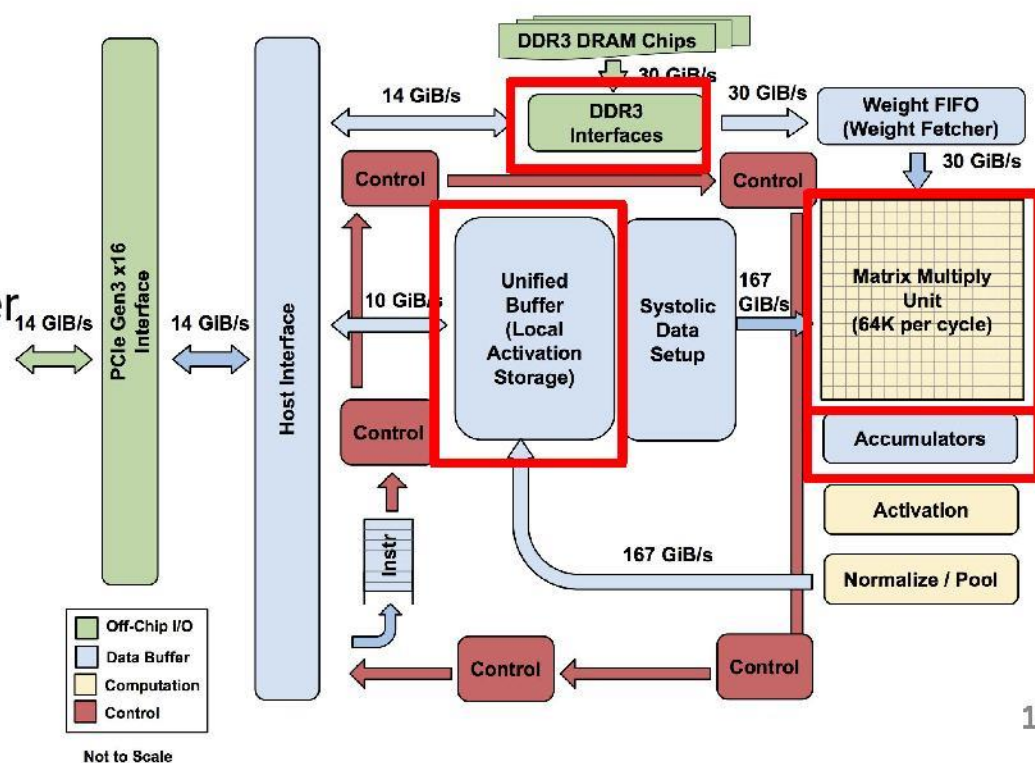 DDR3 DRAM Chips
30 GiB/s
14 GiB/s
DDR3
Interfaces
30 GiB/s
Weight FIFO
(Weight Fetcher)
30 GiB/s
Control
Control
PCIe Gen3 x16
Interface
Host Interface
Unified
Buffer
(Local
Activation
Storage)
Systolic
Data
Setup
167
GiB/s
Matrix Multiply
Unit
(64K per cycle)
er
14 GiB/s
14 GiB/s
10 GiB/s
Control
Accumulators
Activation
Instr
167 GiB/s
Normalize / Pool
Off-Chip I/O
Data Buffer
Computation
Control
Control
Control
Not to Scale
1